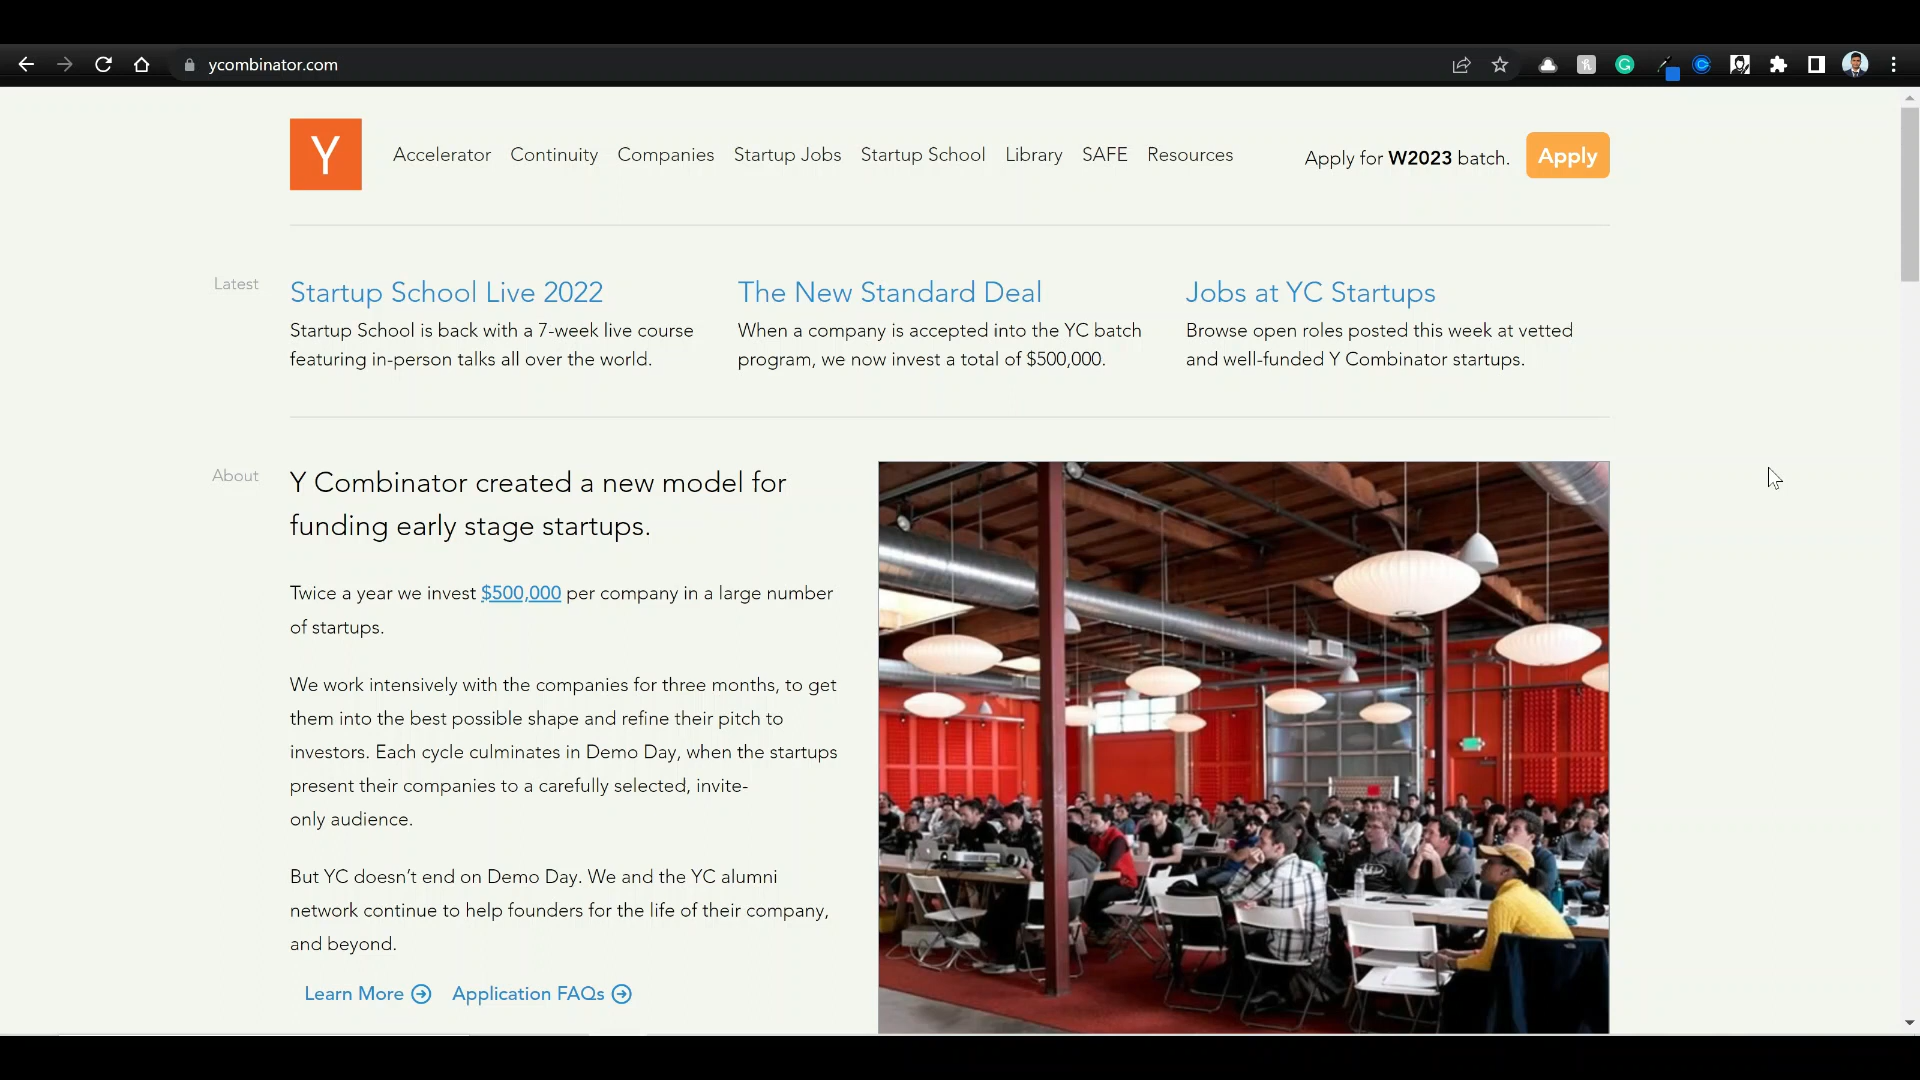 ycombinator.com
Y
Accelerator Continuity Companies Startup Jobs Startup School Library SAFE Resources
Apply for W2023 batch. Apply
Latest
Startup School Live 2022
Startup School is back with a 7-week live course
featuring in-person talks all over the world.
The New Standard Deal
When a company is accepted into the YC batch
program, we now invest a total of $500,000.
Jobs at YC Startups
Browse open roles posted this week at vetted
and well-funded Y Combinator startups.
About
Y Combinator created a new model for
funding early stage startups.
Twice a year we invest $500,000 per company in a large number
of startups.
We work intensively with the companies for three months, to get
them into the best possible shape and refine their pitch to
investors. Each cycle culminates in Demo Day, when the startups
present their companies to a carefully selected, invite-
only audience.
But YC doesn’t end on Demo Day. We and the YC alumni
network continue to help founders for the life of their company,
and beyond.
Learn More Application FAQs